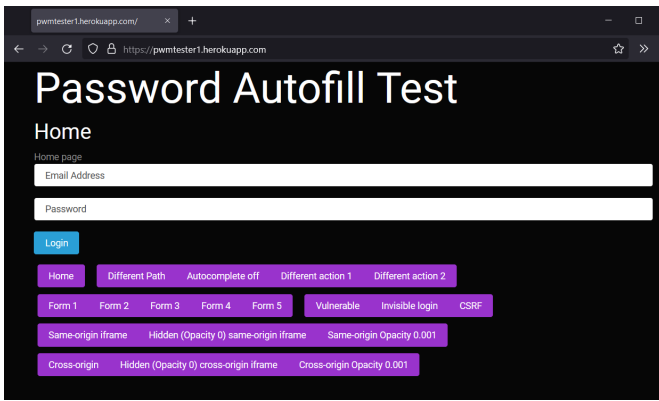 pwmtester1.herokuapp.com/
https://pwmtester1.herokuapp.com
Password Autofill Test
Home
Home page
Email Address
Password
Login
Home Different Path Autocomplete off Different action 1 Different action 2
Form 1 Form 2 Form 3 Form 4 Form 5 Vulnerable Invisible login CSRF
Same-origin iframe Hidden (Opacity 0) same-origin iframe Same-origin Opacity 0.001
Cross-origin Hidden (Opacity 0) cross-origin iframe Cross-origin Opacity 0.001